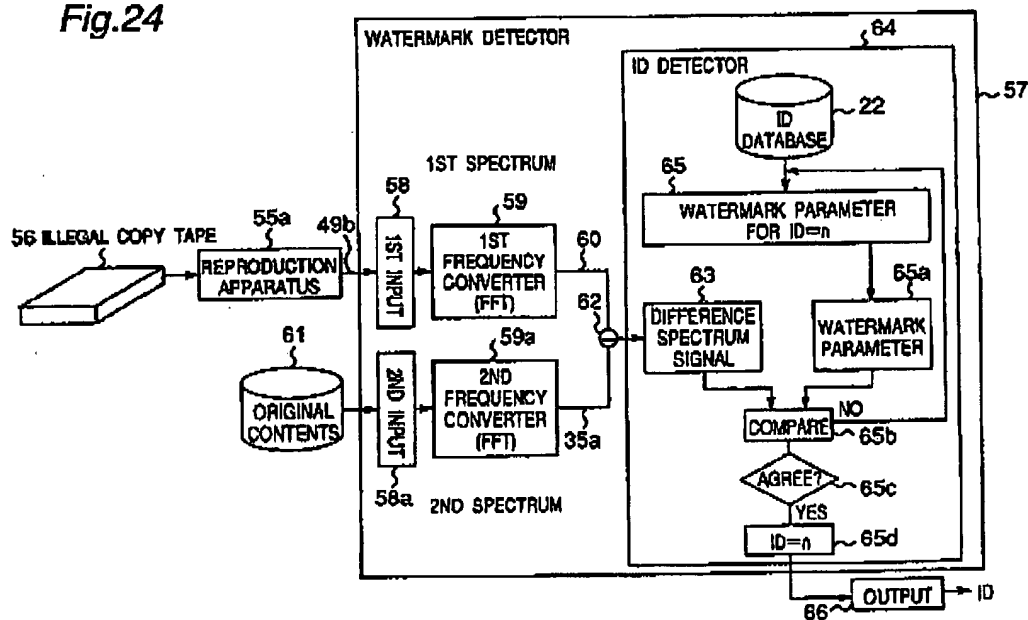 Fig.24
WATERMARK DETECTOR
64
ID DETECTOR
57
22
ID
DATABASE
1ST SPECTRUM
65
WATERMARK PARAMETER
FOR ID=n
58
59
55a
49b
56 ILLEGAL COPY TAPE
REPRODUCTION
APPARATUS
1ST INPUT
1ST
FREQUENCY
CONVERTER
(FFT)
60
63
65a
62
DIFFERENCE
SPECTRUM
SIGNAL
WATERMARK
PARAMETER
61
59a
ORIGINAL
CONTENTS
2ND INPUT
2ND
FREQUENCY
CONVERTER
(FFT)
35a
NO
COMPARE
65b
58a
AGREE?
65c
2ND SPECTRUM
YES
ID=n
65d
66
OUTPUT
ID